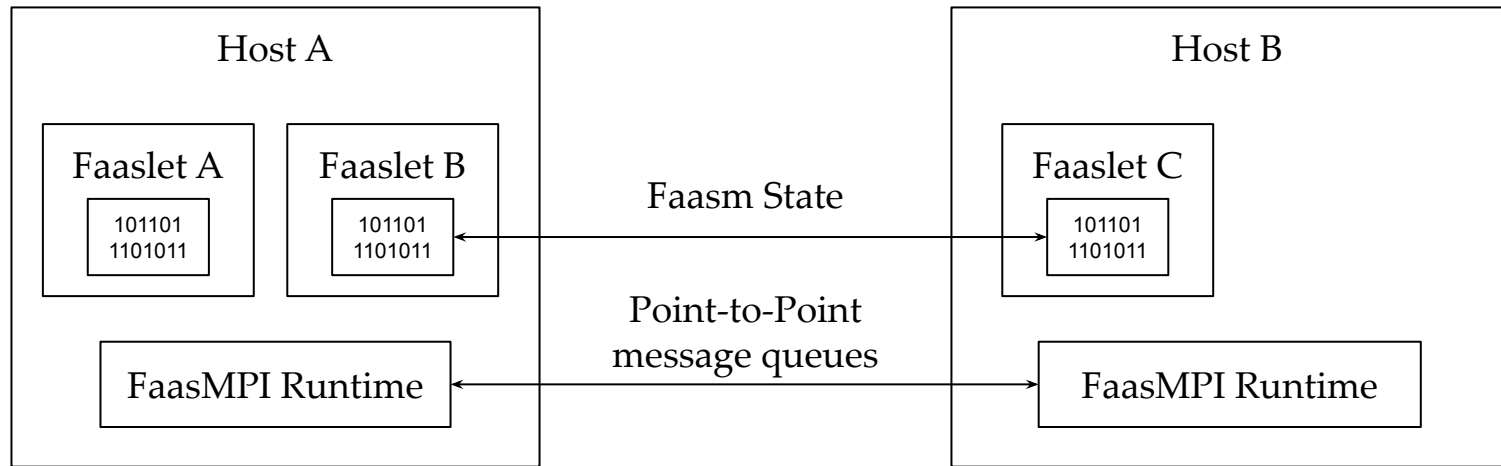 Host A
Host B
Faaslet A
101101
1101011
Faaslet B
101101
1101011
Faasm State
Faaslet C
101101
1101011
Point-to-Point
message queues
FaasMPI Runtime
FaasMPI Runtime